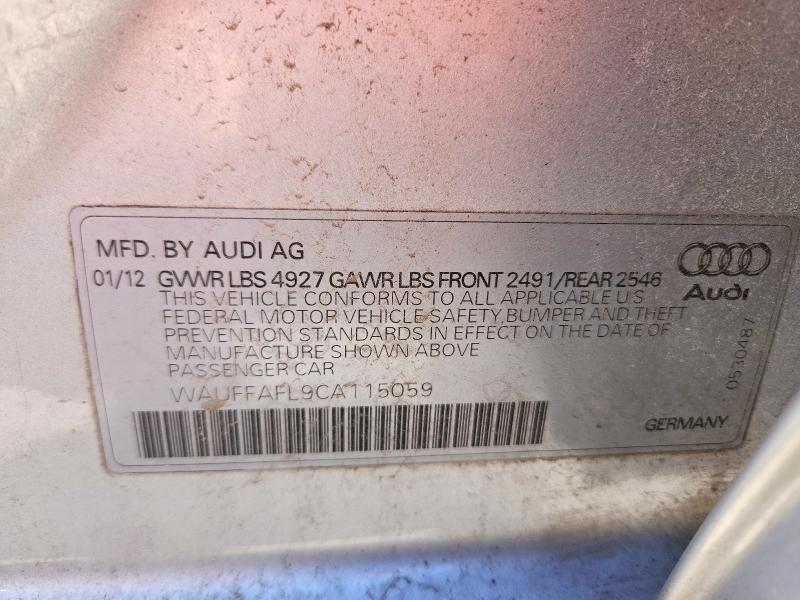 MFD. BY AUDI AG
01/12 GVWR LBS 4927 GAWR LBS FRONT 2491/REAR 2546
THIS VEHICLE CONFORMS TO ALL APPLICABLE U S
FEDERAL MOTOR VEHICLE SAFETY, BUMPER AND THEFT
PREVENTION STANDARDS IN EFFECT ON THE DATE OF
MANUFACTURE SHOWN ABOVE
PASSENGER CAR
WAUFFAFL9CA115059
Audi
0530487
GERMANY